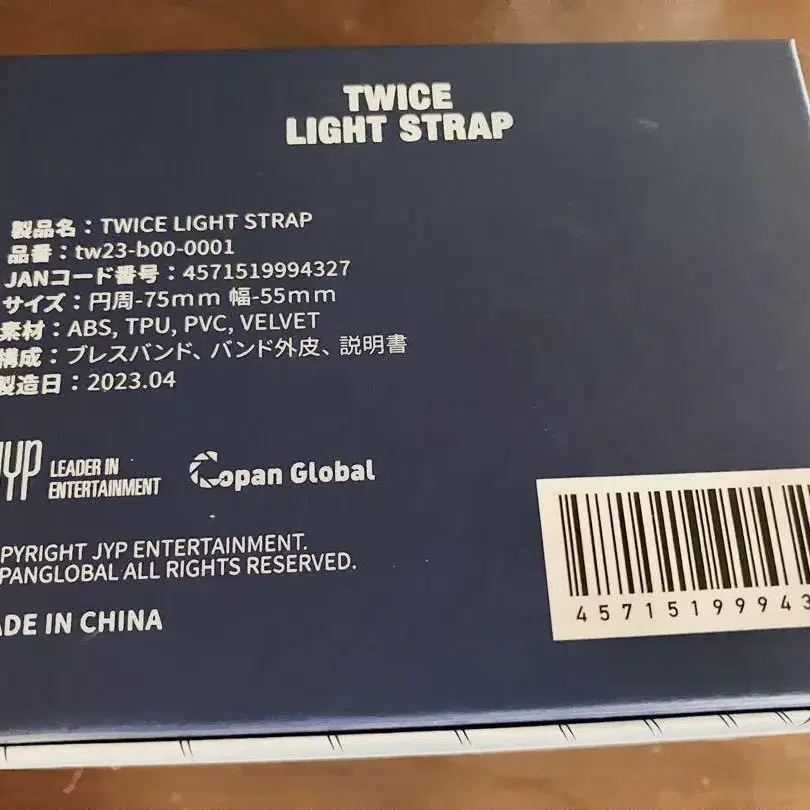 TWICE
LIGHT STRAP
製品名：TWICE LIGHT STRAP
品番：tw23-b00-0001
JANコード番号：4571519994327
サイズ：円周-75mm 幅-55mm
素材：ABS, TPU, PVC, VELVET
構成：ブレスバンド、バンド外皮、説明書
製造日：2023.04
JYP LEADER IN
ENTERTAINMENT
Copan Global
PYRIGHT JYP ENTERTAINMENT.
PANGLOBAL ALL RIGHTS RESERVED.
ADE IN CHINA
45715199943